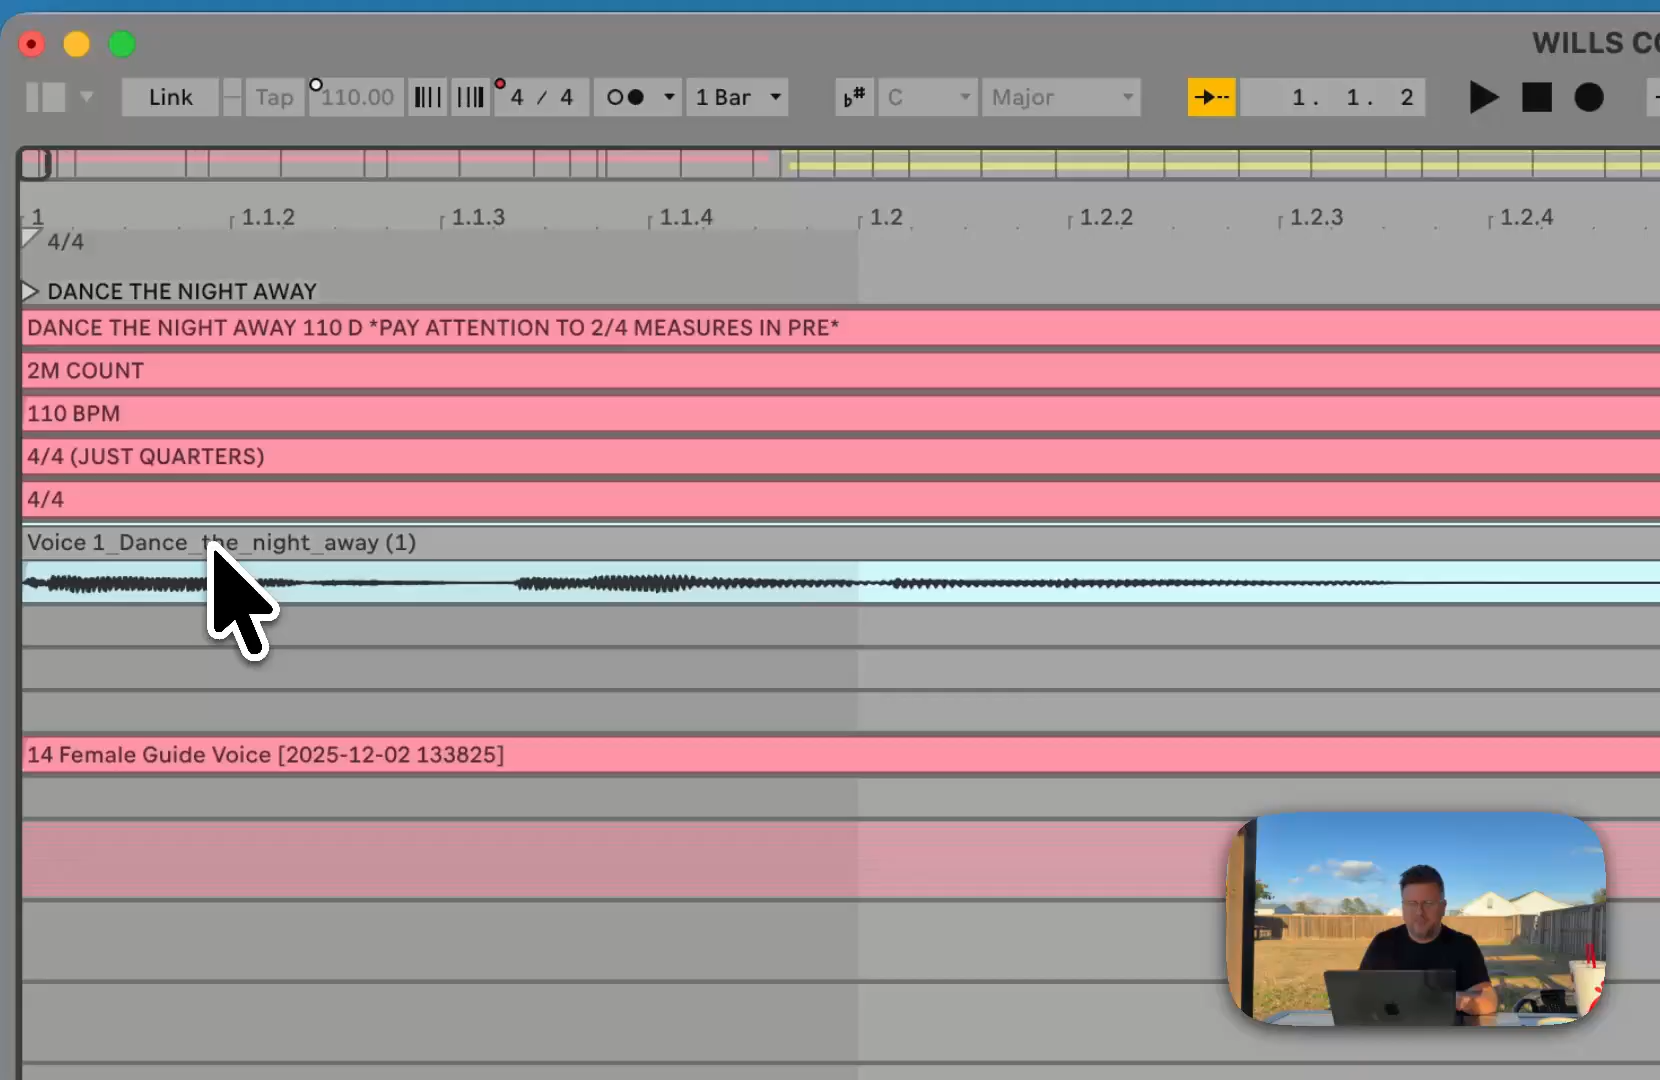 WILLS CO
Link Tap 110.00 4 / 4 1 Bar C Major 1. 1. 2
1 1.1.2 1.1.3 1.1.4 1.2 1.2.2 1.2.3 1.2.4
4/4
DANCE THE NIGHT AWAY
DANCE THE NIGHT AWAY 110 D *PAY ATTENTION TO 2/4 MEASURES IN PRE*
2M COUNT
110 BPM
4/4 (JUST QUARTERS)
4/4
Voice 1_Dance_the_night_away (1)
14 Female Guide Voice [2025-12-02 133825]